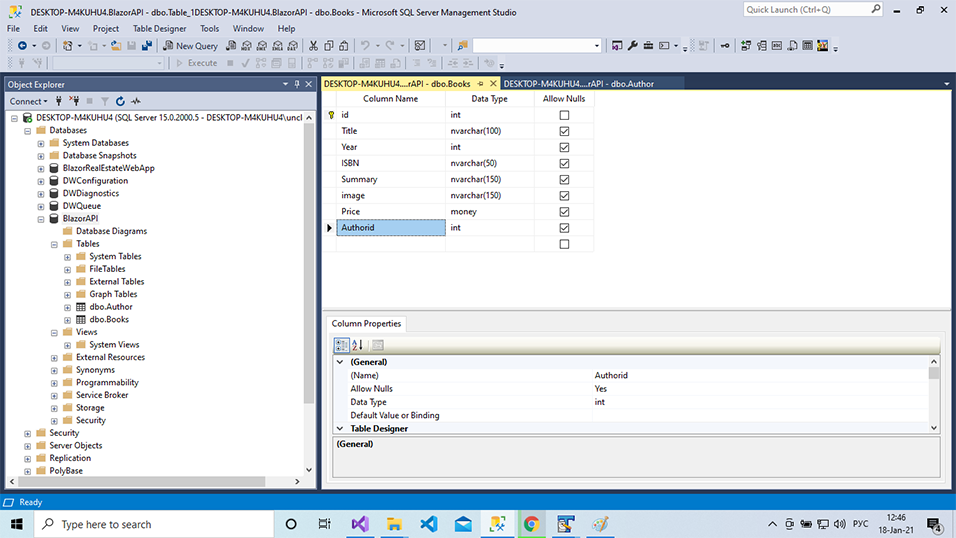 DESKTOP-M4KUHU4.BlazorAPI - dbo.Table_1DESKTOP-M4KUHU4.BlazorAPI - dbo.Books - Microsoft SQL Server Management Studio
Quick Launch (Ctrl+Q)
File Edit View Project Table Designer Tools Window Help
New Query
Execute
Object Explorer
Connect
DESKTOP-M4KUHU4 (SQL Server 15.0.2000.5 - DESKTOP-M4KUHU4\uncl
Databases
System Databases
Database Snapshots
BlazorRealEstateWebApp
DWConfiguration
DWDiagnostics
DWQueue
BlazorAPI
Database Diagrams
Tables
System Tables
FileTables
External Tables
Graph Tables
dbo.Author
dbo.Books
Views
System Views
External Resources
Synonyms
Programmability
Service Broker
Storage
Security
Security
Server Objects
Replication
PolyBase
DESKTOP-M4KUHU4....rAPI - dbo.Books
DESKTOP-M4KUHU4....rAPI - dbo.Author
Column Name Data Type Allow Nulls
id int
Title nvarchar(100)
Year int
ISBN nvarchar(50)
Summary nvarchar(150)
image nvarchar(150)
Price money
Authorid int
Column Properties
(General)
(Name) Authorid
Allow Nulls Yes
Data Type int
Default Value or Binding
Table Designer
(General)
Ready
Type here to search
РУС
12:46
18-Jan-21
4